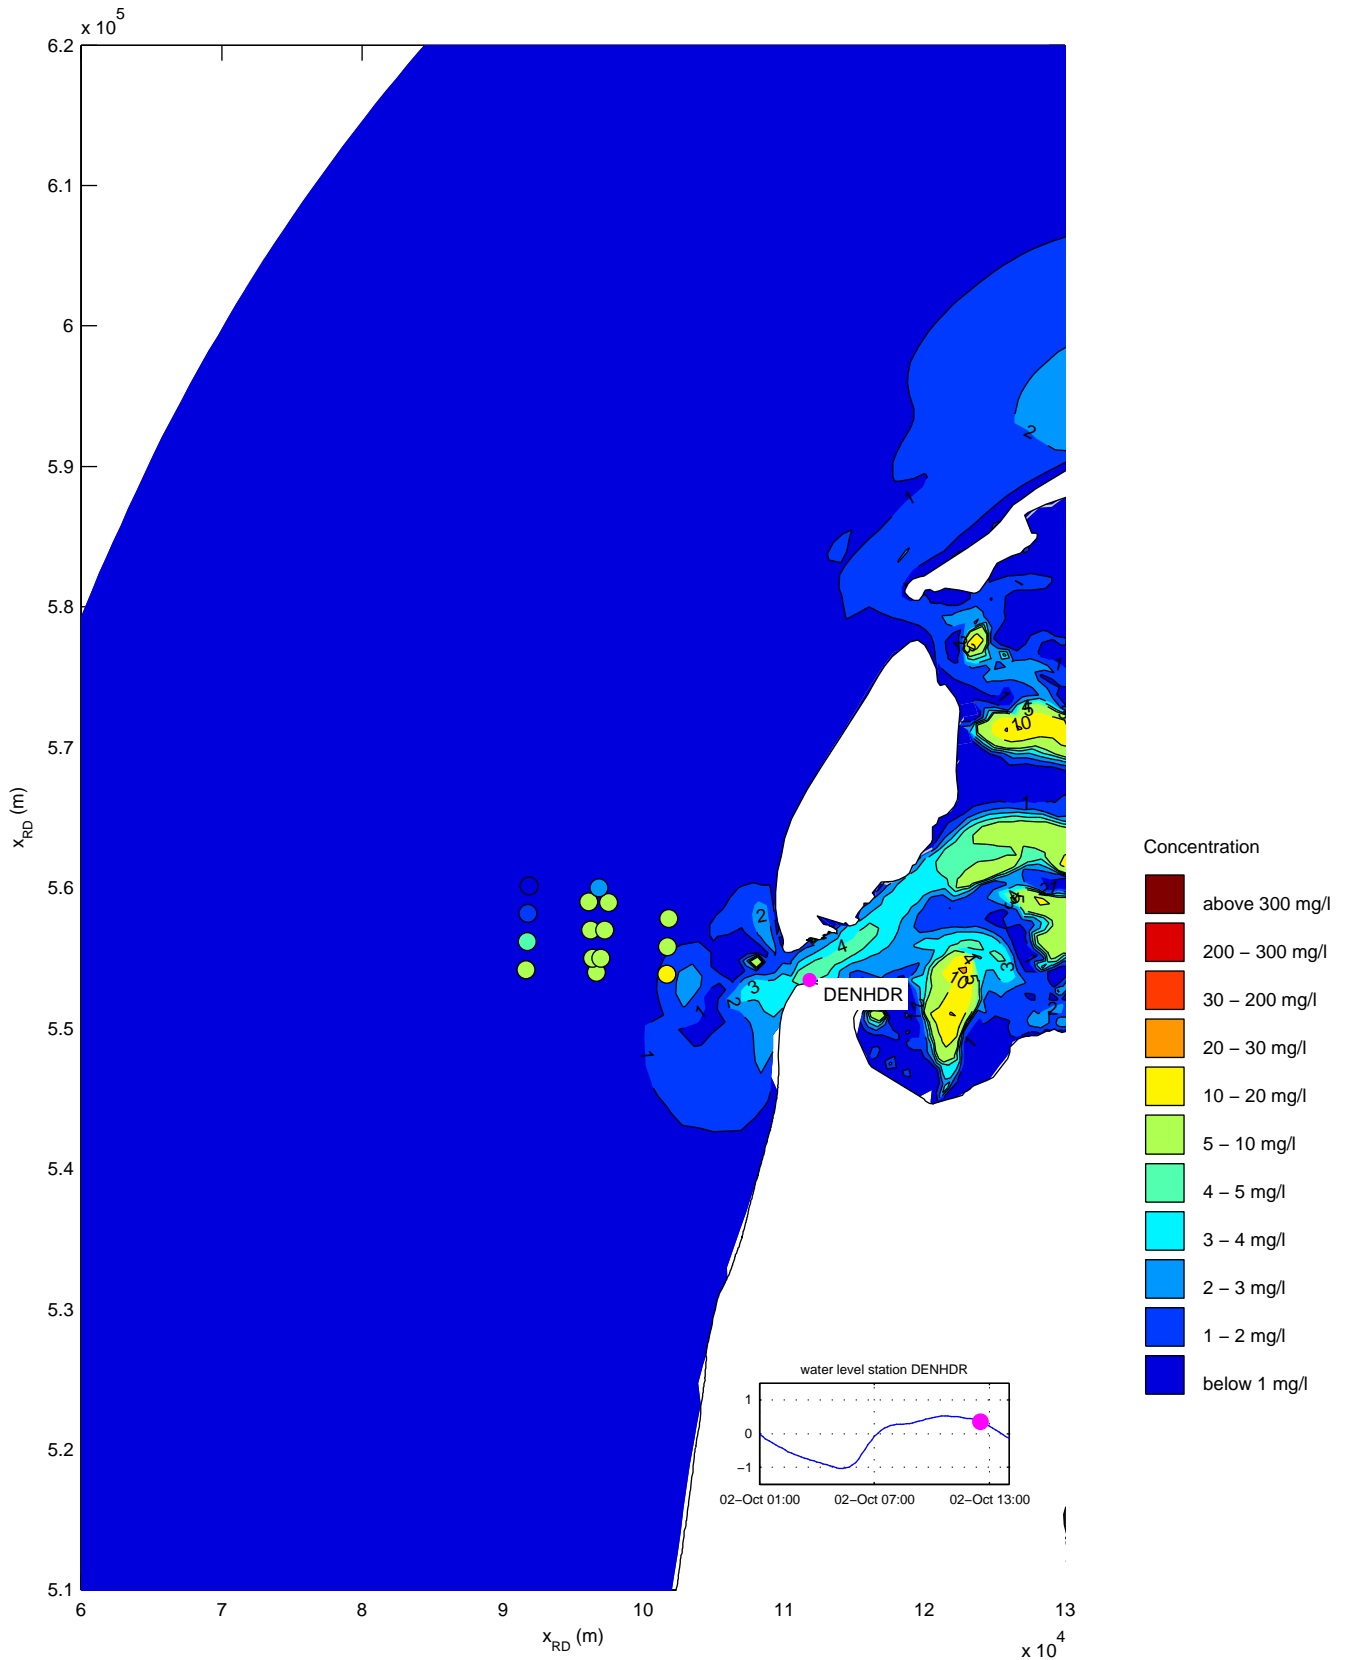 x 10^5
6.2
6.1
6
5.9
5.8
5.7
5.6
5.5
5.4
5.3
5.2
5.1
x_RD (m)
6 7 8 9 10 11 12 13
x_RD (m)
x 10^4
2
1
10
1
2
4
3
2
1
1
3
10
DENHDR
water level station DENHDR
1
0
−1
02−Oct 01:00 02−Oct 07:00 02−Oct 13:00
Concentration
above 300 mg/l
200 − 300 mg/l
30 − 200 mg/l
20 − 30 mg/l
10 − 20 mg/l
5 − 10 mg/l
4 − 5 mg/l
3 − 4 mg/l
2 − 3 mg/l
1 − 2 mg/l
below 1 mg/l